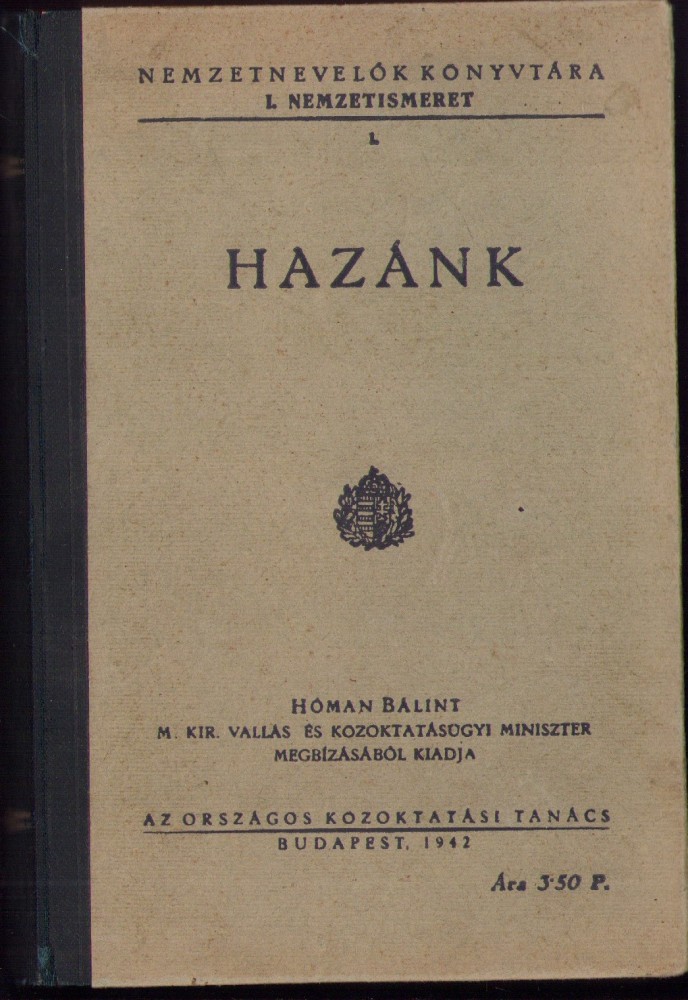 NEMZETNEVELŐK KÖNYVTÁRA
I. NEMZETISMERET
1.
HAZÁNK
HÓMAN BÁLINT
M. KIR. VALLÁS ÉS KÖZOKTATÁSÜGYI MINISZTER
MEGBÍZÁSÁBÓL KIADJA
AZ ORSZÁGOS KÖZOKTATÁSI TANÁCS
BUDAPEST, 1942
Ára 3·50 P.